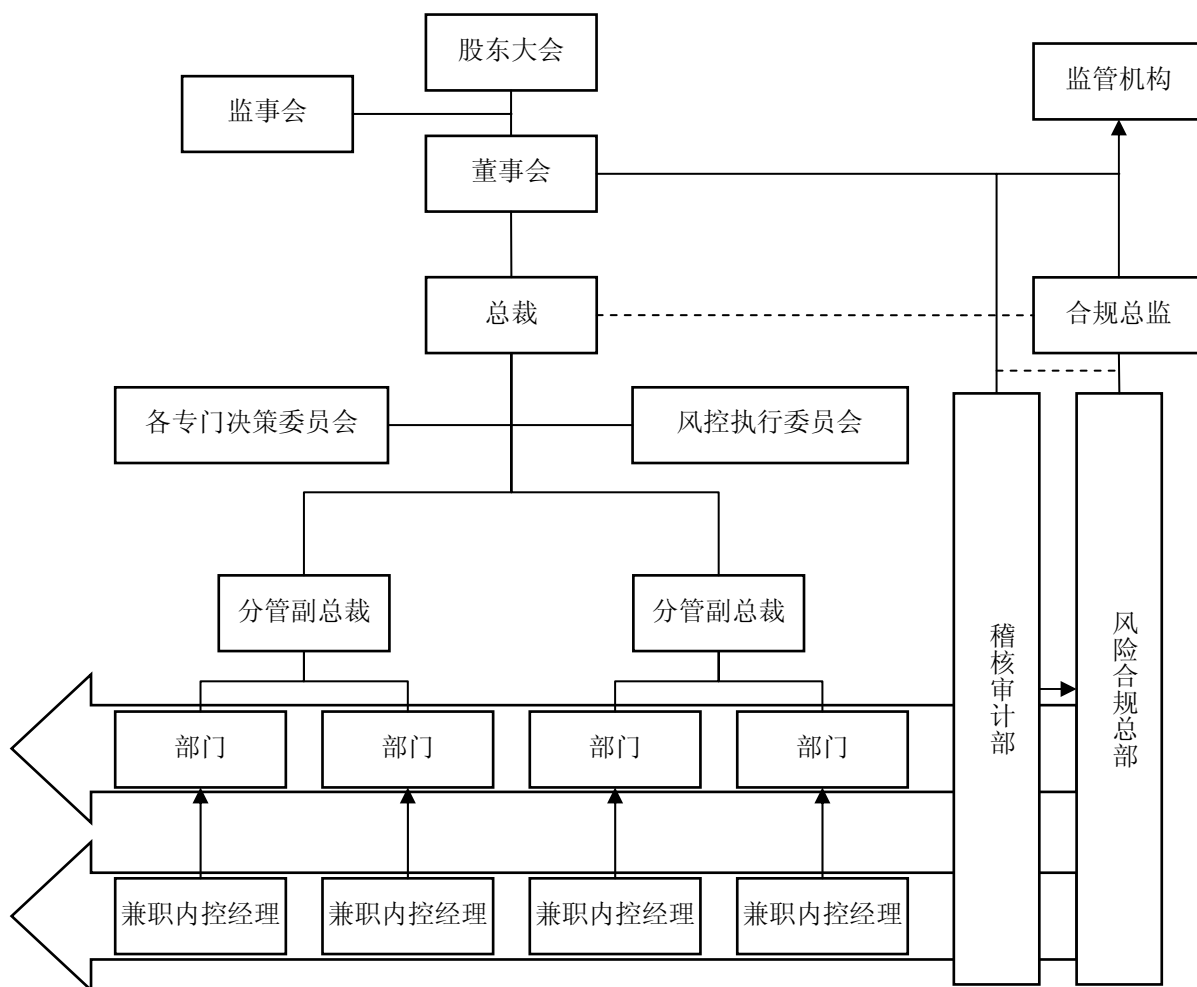 股东大会
监管机构
监事会
董事会
总裁
合规总监
各专门决策委员会
风控执行委员会
分管副总裁
分管副总裁
稽核审计部
风险合规总部
部门
部门
部门
部门
兼职内控经理
兼职内控经理
兼职内控经理
兼职内控经理